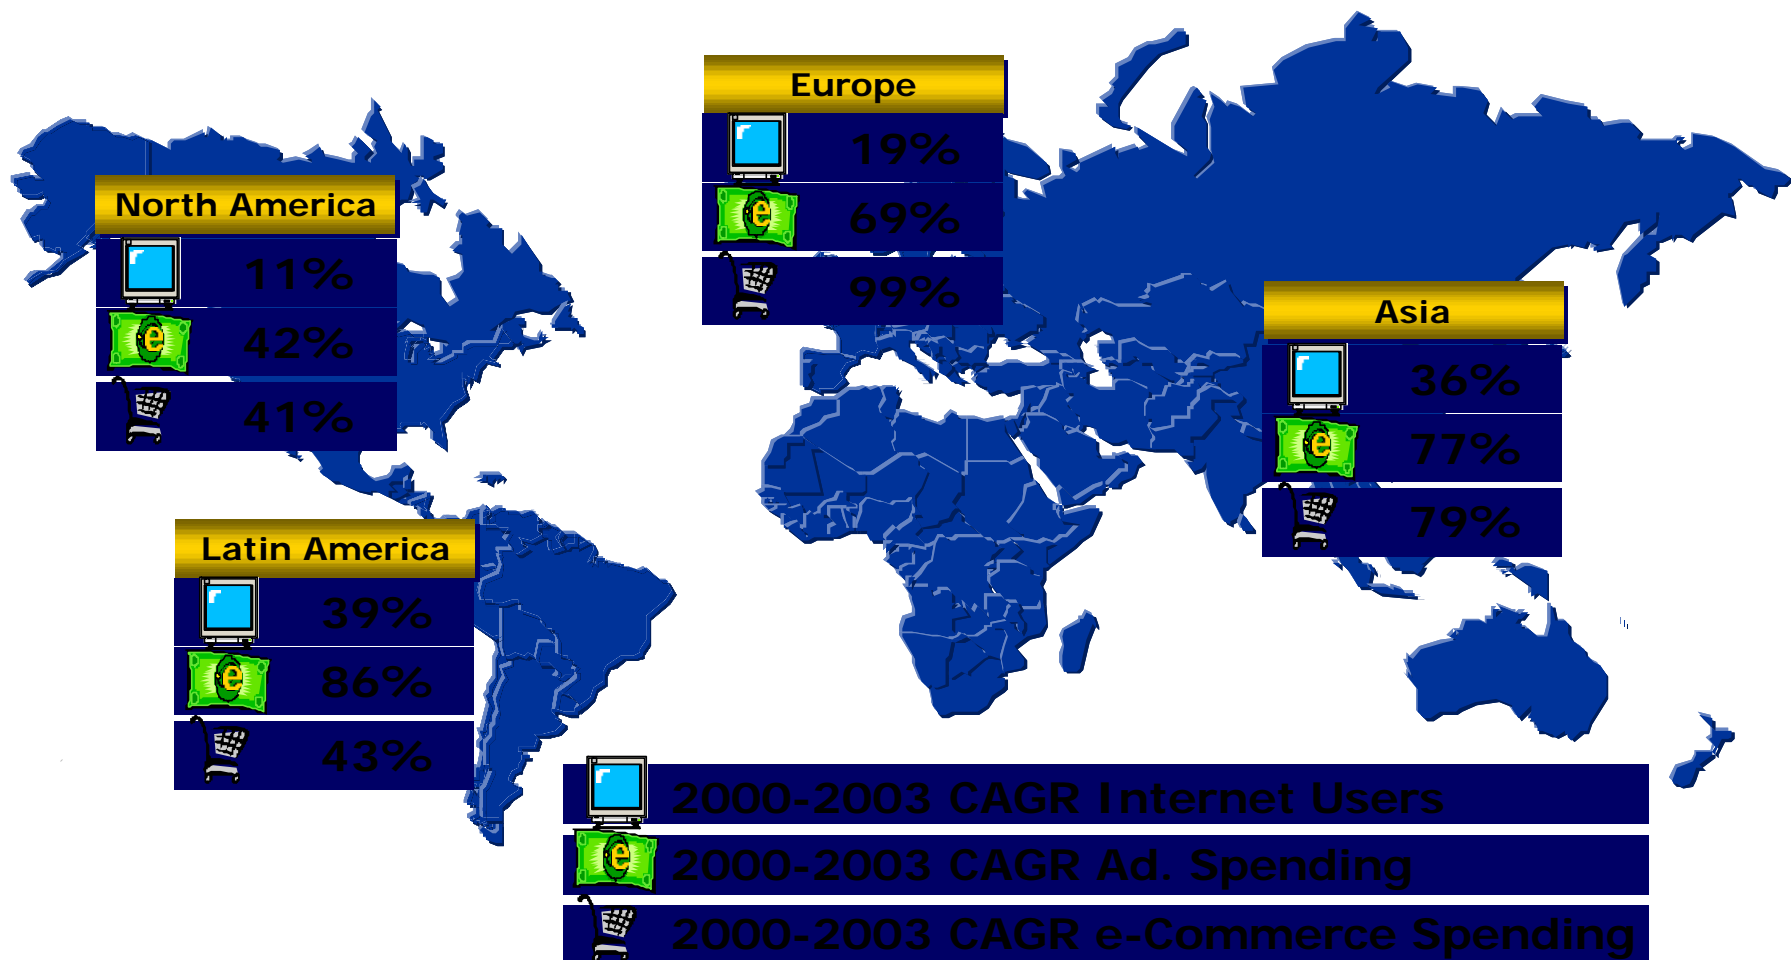 Europe
19%
e
69%
99%
North America
11%
e
42%
41%
Asia
36%
e
77%
79%
Latin America
39%
e
86%
43%
2000-2003 CAGR Internet Users
e
2000-2003 CAGR Ad. Spending
2000-2003 CAGR e-Commerce Spending